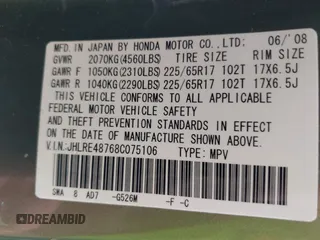 MFD. IN JAPAN BY HONDA MOTOR CO.,LTD. 06/'08
GVWR 2070KG(4560LBS) TIRE SIZE RIM SIZE
GAWR F 1050KG(2310LBS) 225/65R17 102T 17X6.5J
GAWR R 1040KG(2290LBS) 225/65R17 102T 17X6.5J
THIS VEHICLE CONFORMS TO ALL APPLICABLE
FEDERAL MOTOR VEHICLE SAFETY AND
THEFT PREVENTION STANDARDS IN EFFECT ON
THE DATE OF MANUFACTURE SHOWN ABOVE.
V.I.N.:JHLRE48768C075106 TYPE: MPV
SWA 8 AD7 -G526M -F -C
DREAMBID